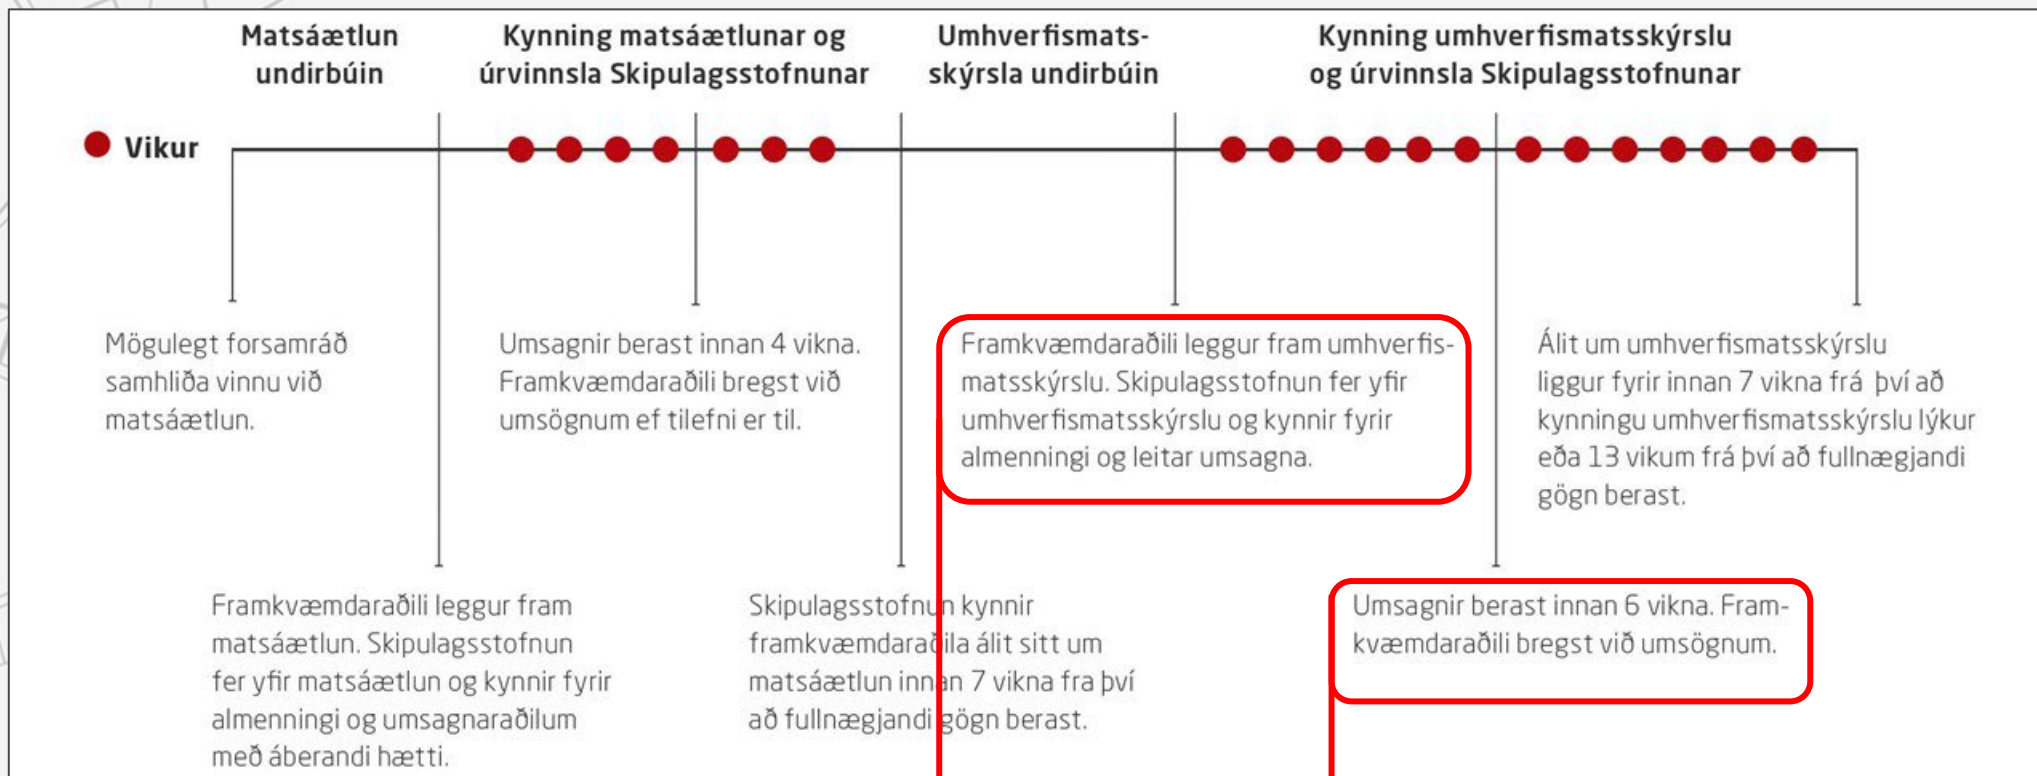 Matsáætlun
undirbúin
Kynning matsáætlunar og
úrvinnsla Skipulagsstofnunar
Umhverfismats-
skýrsla undirbúin
Kynning umhverfismatsskýrslu
og úrvinnsla Skipulagsstofnunar
Vikur
Mögulegt forsamráð
samhliða vinnu við
matsáætlun.
Umsagnir berast innan 4 vikna.
Framkvæmdaraðili bregst við
umsögnum ef tilefni er til.
Framkvæmdaraðili leggur fram umhverfis-
matsskýrslu. Skipulagsstofnun fer yfir
umhverfismatsskýrslu og kynnir fyrir
almenningi og leitar umsagna.
Álit um umhverfismatsskýrslu
liggur fyrir innan 7 vikna frá því að
kynningu umhverfismatsskýrslu lýkur
eða 13 vikum frá því að fullnægjandi
gögn berast.
Framkvæmdaraðili leggur fram
matsáætlun. Skipulagsstofnun
fer yfir matsáætlun og kynnir fyrir
almenningi og umsagnaraðilum
með áberandi hætti.
Skipulagsstofnun kynnir
framkvæmdaraðila álit sitt um
matsáætlun innan 7 vikna fra því
að fullnægjandi gögn berast.
Umsagnir berast innan 6 vikna. Fram-
kvæmdaraðili bregst við umsögnum.